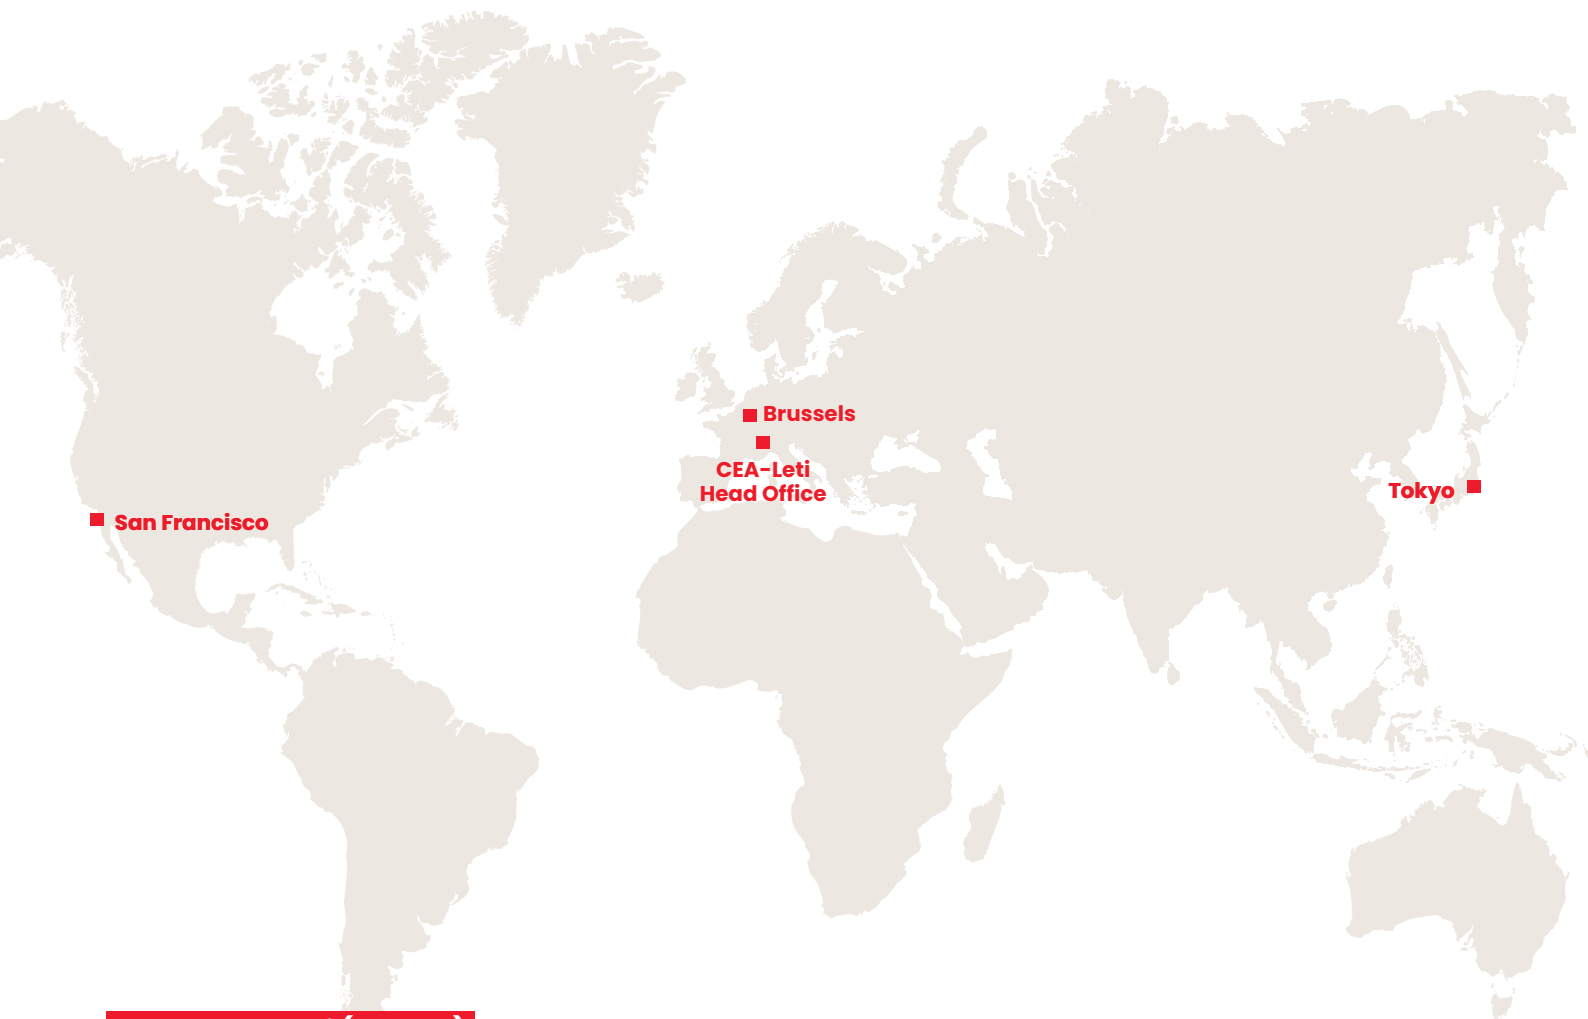 Brussels
CEA-Leti
Head Office
Tokyo
San Francisco